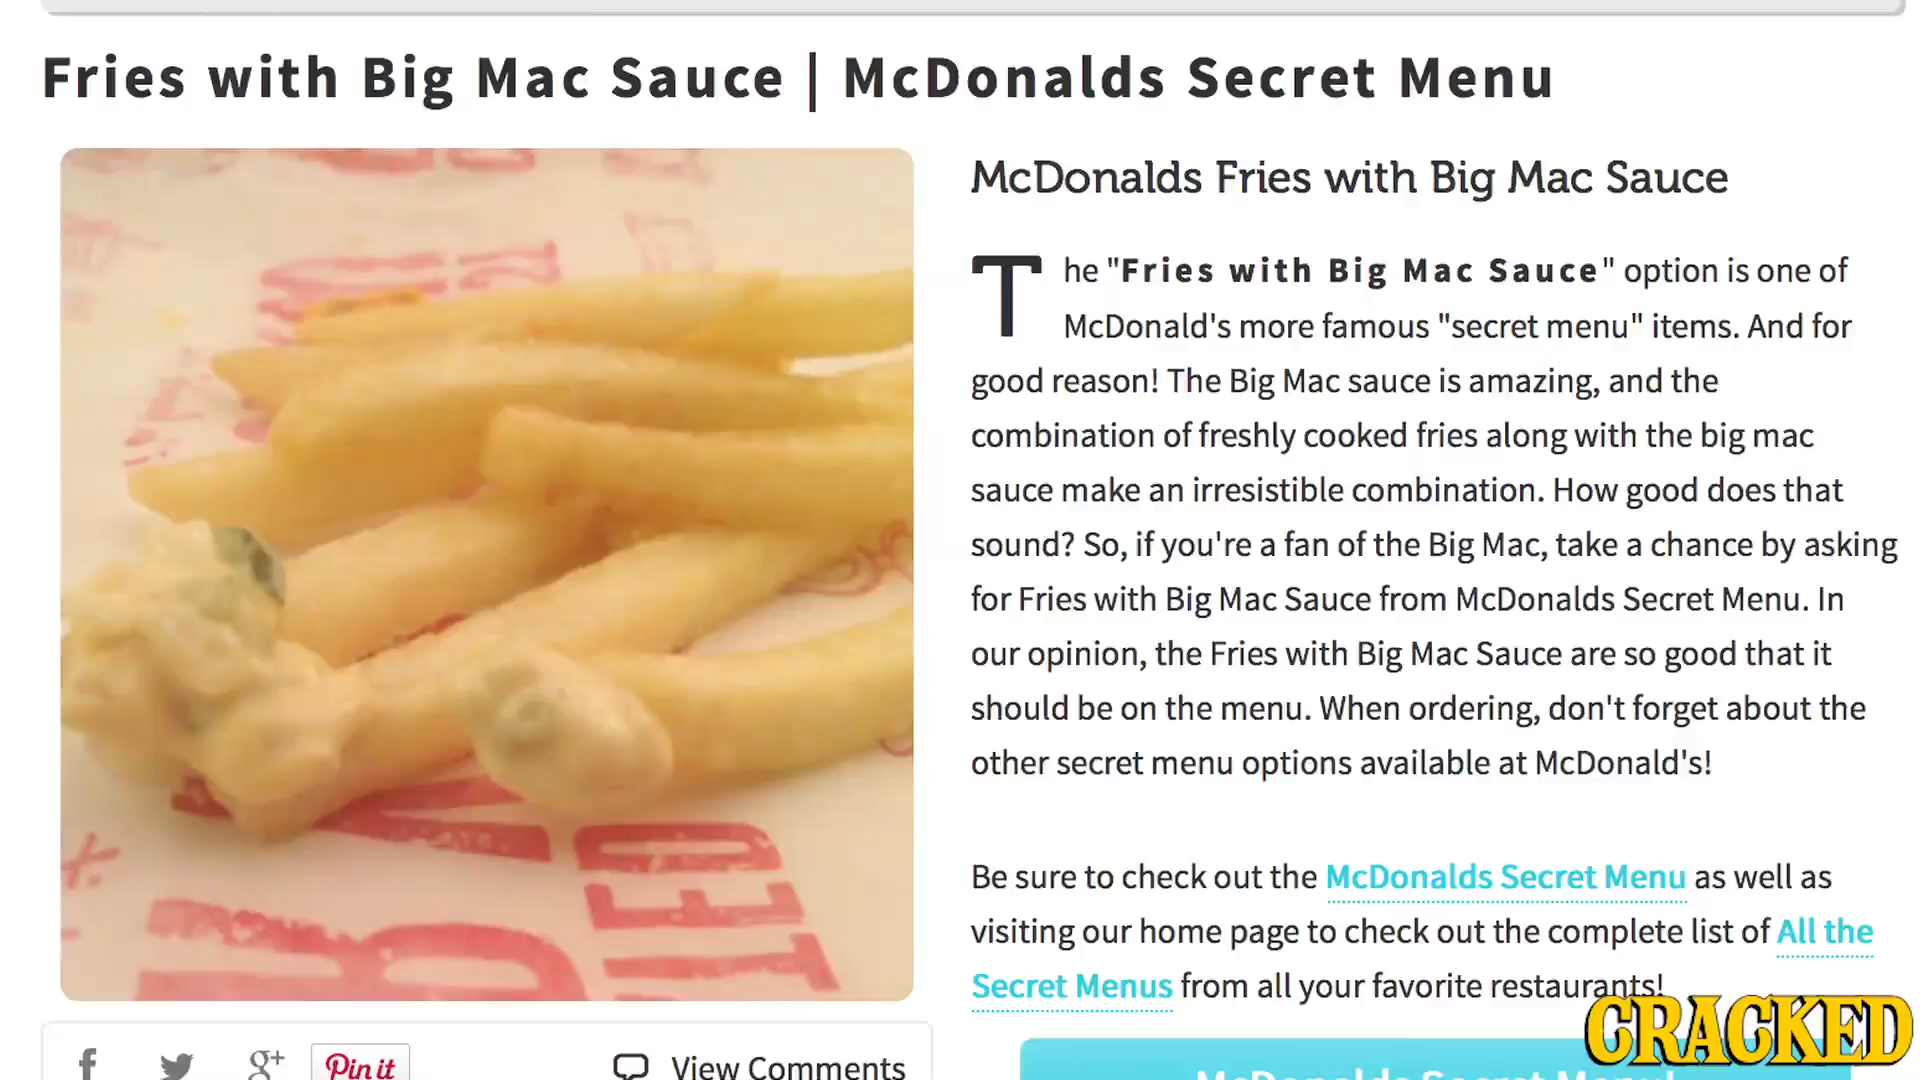 Fries with Big Mac Sauce | McDonalds Secret Menu
McDonalds Fries with Big Mac Sauce
The "Fries with Big Mac Sauce" option is one of
McDonald's more famous "secret menu" items. And for
good reason! The Big Mac sauce is amazing, and the
combination of freshly cooked fries along with the big mac
sauce make an irresistible combination. How good does that
sound? So, if you're a fan of the Big Mac, take a chance by asking
for Fries with Big Mac Sauce from McDonalds Secret Menu. In
our opinion, the Fries with Big Mac Sauce are so good that it
should be on the menu. When ordering, don't forget about the
other secret menu options available at McDonald's!
Be sure to check out the McDonalds Secret Menu as well as
visiting our home page to check out the complete list of All the
Secret Menus from all your favorite restaurants!
f g+ Pin it View Comments
McDonalds Secret Menu!
CRACKED